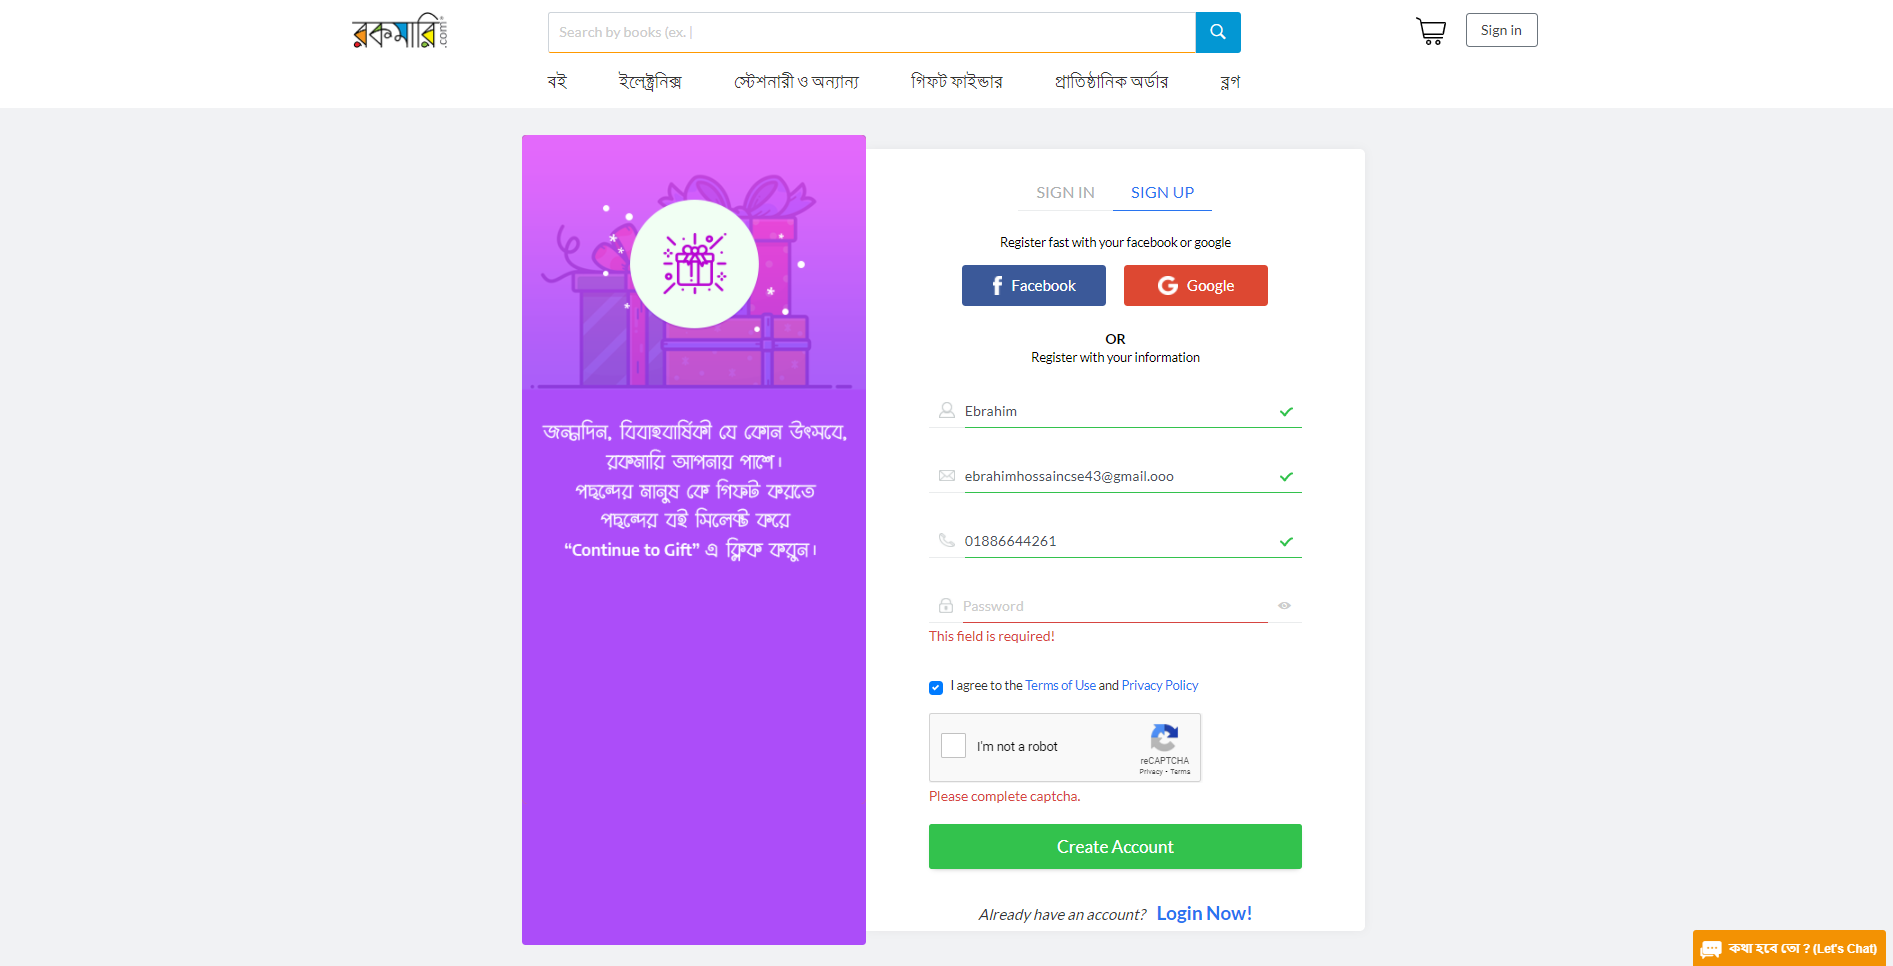 রকমারি.com
Search by books (ex. |
Sign in
বই ইলেক্ট্রনিক্স স্টেশনারী ও অন্যান্য গিফট ফাইন্ডার প্রাতিষ্ঠানিক অর্ডার ব্লগ
জন্মদিন, বিবাহবার্ষিকী যে কোন উৎসবে,
রকমারি আপনার পাশে।
পছন্দের মানুষ কে গিফট করতে
পছন্দের বই সিলেক্ট করে
“Continue to Gift” এ ক্লিক করুন।
SIGN IN SIGN UP
Register fast with your facebook or google
Facebook Google
OR
Register with your information
Ebrahim
ebrahimhossaincse43@gmail.ooo
01886644261
Password
This field is required!
I agree to the Terms of Use and Privacy Policy
I'm not a robot
reCAPTCHA
Privacy - Terms
Please complete captcha.
Create Account
Already have an account? Login Now!
কথা হবে তো ? (Let's Chat)